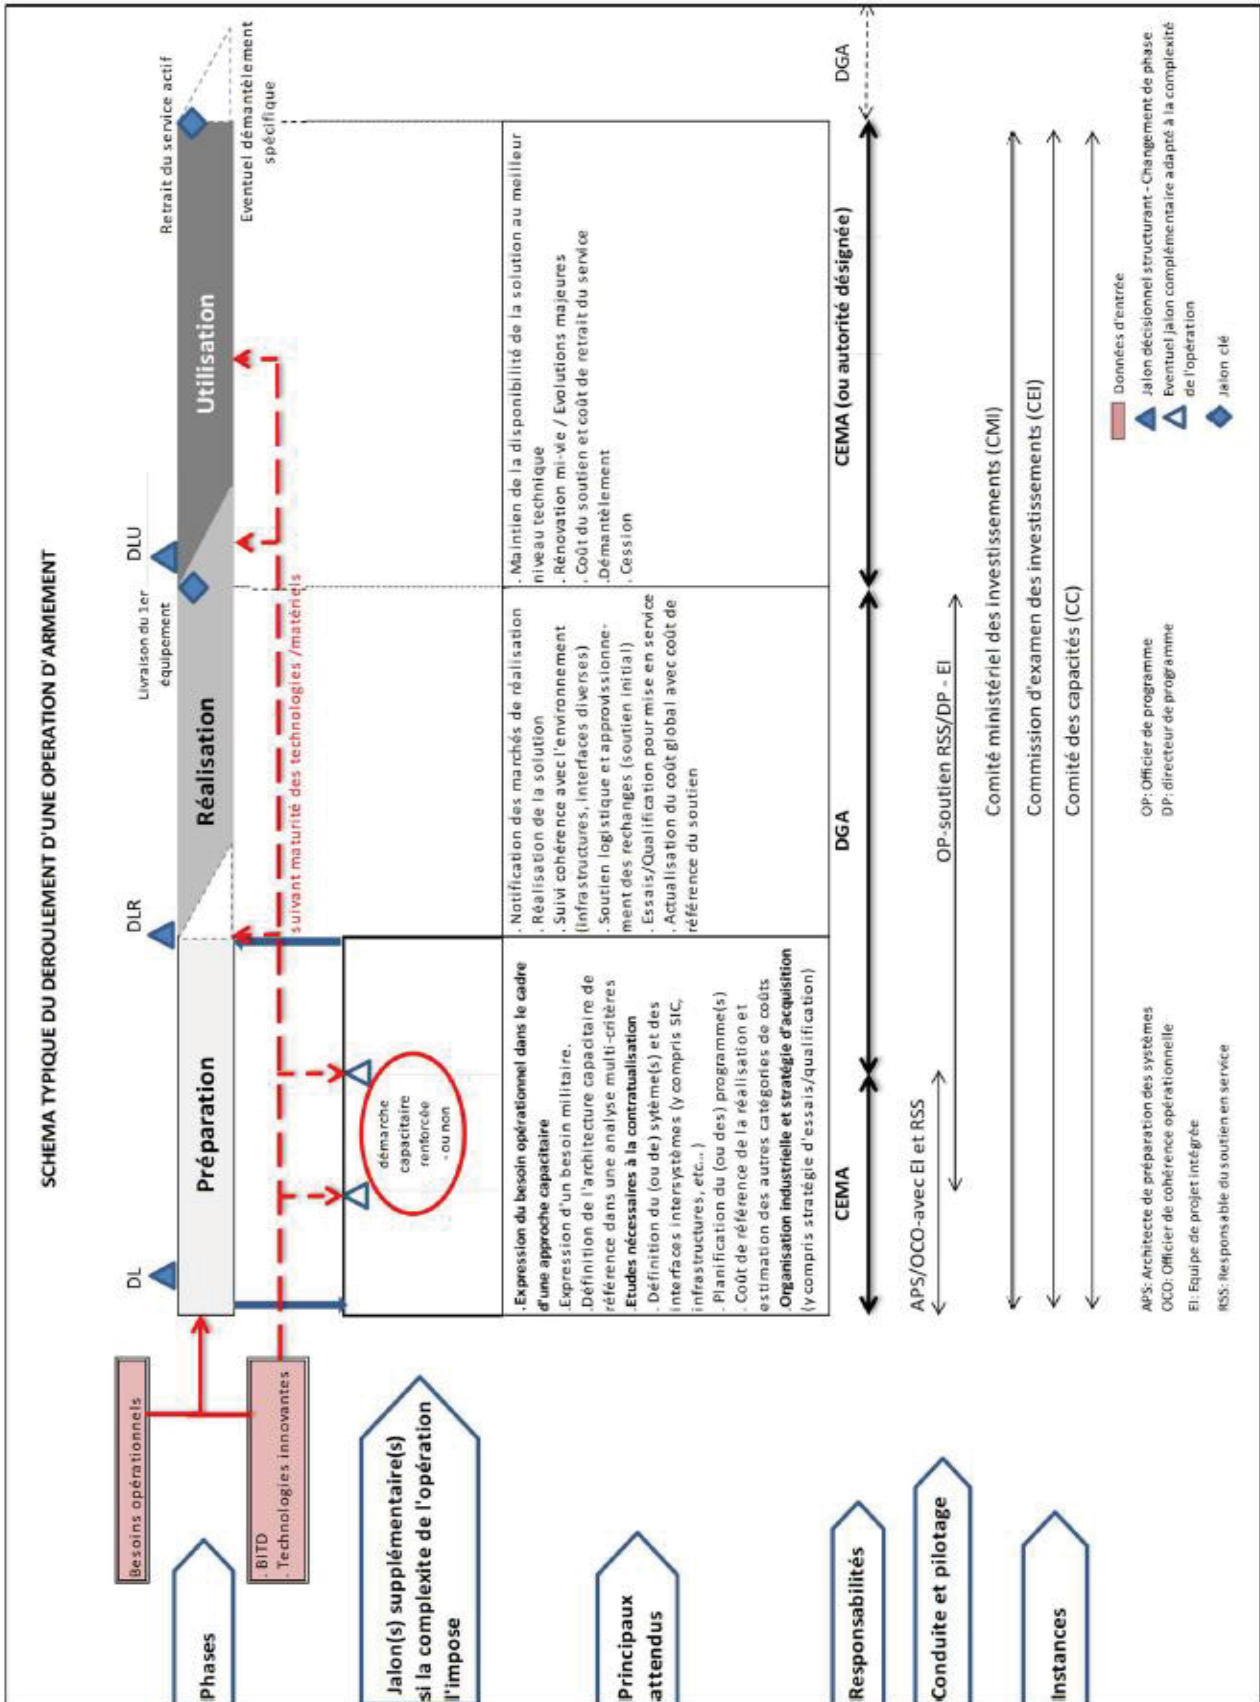 SCHEMA TYPIQUE DU DEROULEMENT D'UNE OPERATION D'ARMEMENT
Phases
Besoins opérationnels
. BITD
. Technologies innovantes
DL
DLR
Livraison du 1er
équipement
DLU
Retrait du service actif
Préparation
Réalisation
Utilisation
Eventuel démantèlement
spécifique
suivant maturité des technologies /matériels
Jalon(s) supplémentaire(s)
si la complexite de l'opération
l'impose
démarche
capacitaire
renforcée
- ou non
Principaux
attendus
. Expression du besoin opérationnel dans le cadre
d'une approche capacitaire
.Expression d'un besoin militaire.
.Définition de l'architecture capacitaire de
référence dans une analyse multi-critères
.Etudes nécessaires à la contractualisation
. Définition du (ou de) sytème(s) et des
interfaces intersystèmes (y compris SIC,
infrastructures, etc... )
. Planification du (ou des) programme(s)
. Coût de référence de la réalisation et
estimation des autres catégories de coûts
.Organisation industrielle et stratégie d'acquisition
(y compris stratégie d'essais/qualification)
. Notification des marchés de réalisation
. Réalisation de la solution
. Suivi cohérence avec l'environnement
(infrastructures, interfaces diverses)
. Soutien logistique et approvisionne-
ment des rechanges (soutien initial)
. Essais/Qualification pour mise en service
. Actualisation du coût global avec coût de
référence du soutien
. Maintien de la disponibilité de la solution au meilleur
niveau technique
. Rénovation mi-vie / Evolutions majeures
. Coût du soutien et coût de retrait du service
.Démantèlement
. Cession
Responsabilités
CEMA
DGA
CEMA (ou autorité désignée)
DGA
Conduite et pilotage
APS/OCO-avec EI et RSS
OP-soutien RSS/DP - EI
Instances
Comité ministériel des investissements (CMI)
Commission d'examen des investissements (CEI)
Comité des capacités (CC)
APS: Architecte de préparation des systèmes
OCO: Officier de cohérence opérationnelle
EI: Equipe de projet intégrée
RSS: Responsable du soutien en service
OP: Officier de programme
DP: directeur de programme
Données d'entrée
Jalon décisionnel structurant - Changement de phase
Eventuel jalon complémentaire adapté à la complexité
de l'opération
Jalon clé